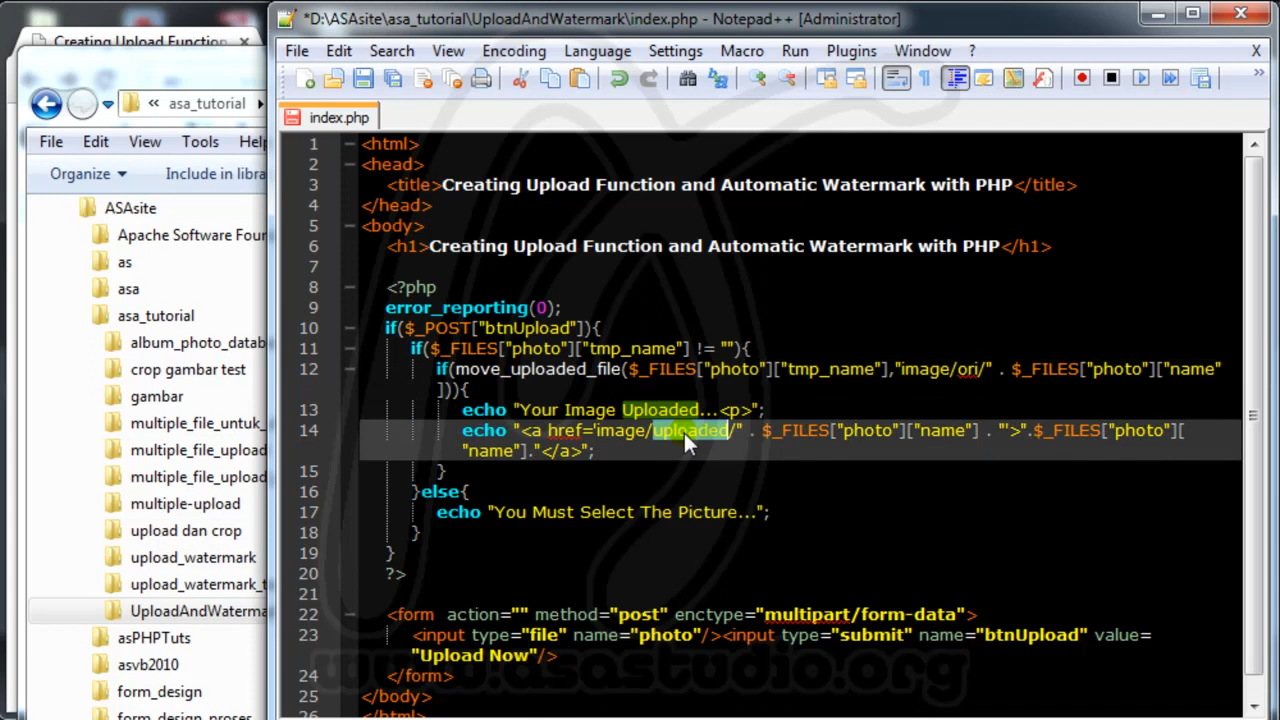 *D:\ASAsite\asa_tutorial\UploadAndWatermark\index.php - Notepad++ [Administrator]
Creating Upload Function
File Edit Search View Encoding Language Settings Macro Run Plugins Window ? X
index.php
« asa_tutorial
File Edit View Tools Help
Organize Include in libra
ASAsite
Apache Software Foun
as
asa
asa_tutorial
album_photo_datab
crop gambar test
gambar
multiple_file_untuk_
multiple_file_upload
multiple_file_upload
multiple-upload
upload dan crop
upload_watermark
upload_watermark_t
UploadAndWaterma
asPHPTuts
asvb2010
form_design
form_design_proses
1 <html>
2 <head>
3 <title>Creating Upload Function and Automatic Watermark with PHP</title>
4 </head>
5 <body>
6 <h1>Creating Upload Function and Automatic Watermark with PHP</h1>
7
8 <?php
9 error_reporting(0);
10 if($_POST["btnUpload"]){
11 if($_FILES["photo"]["tmp_name"] != ""){
12 if(move_uploaded_file($_FILES["photo"]["tmp_name"],"image/ori/" . $_FILES["photo"]["name"
])){
13 echo "Your Image Uploaded...<p>";
14 echo "<a href='image/uploaded/" . $_FILES["photo"]["name"] . "'>".$_FILES["photo"][
"name"]."</a>";
15 }
16 }else{
17 echo "You Must Select The Picture...";
18 }
19 }
20 ?>
21
22 <form action="" method="post" enctype="multipart/form-data">
23 <input type="file" name="photo"/><input type="submit" name="btnUpload" value=
"Upload Now"/>
24 </form>
25 </body>
26 </html>
www.asastudio.org